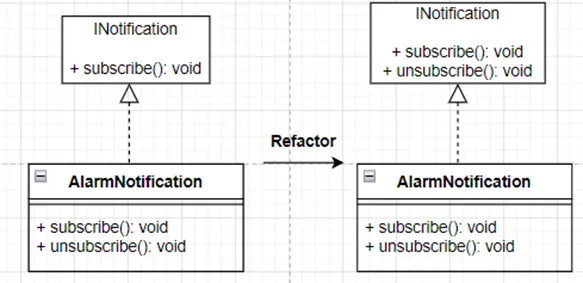 INotification
+ subscribe(): void
AlarmNotification
+ subscribe(): void
+ unsubscribe(): void
Refactor
INotification
+ subscribe(): void
+ unsubscribe(): void
AlarmNotification
+ subscribe(): void
+ unsubscribe(): void